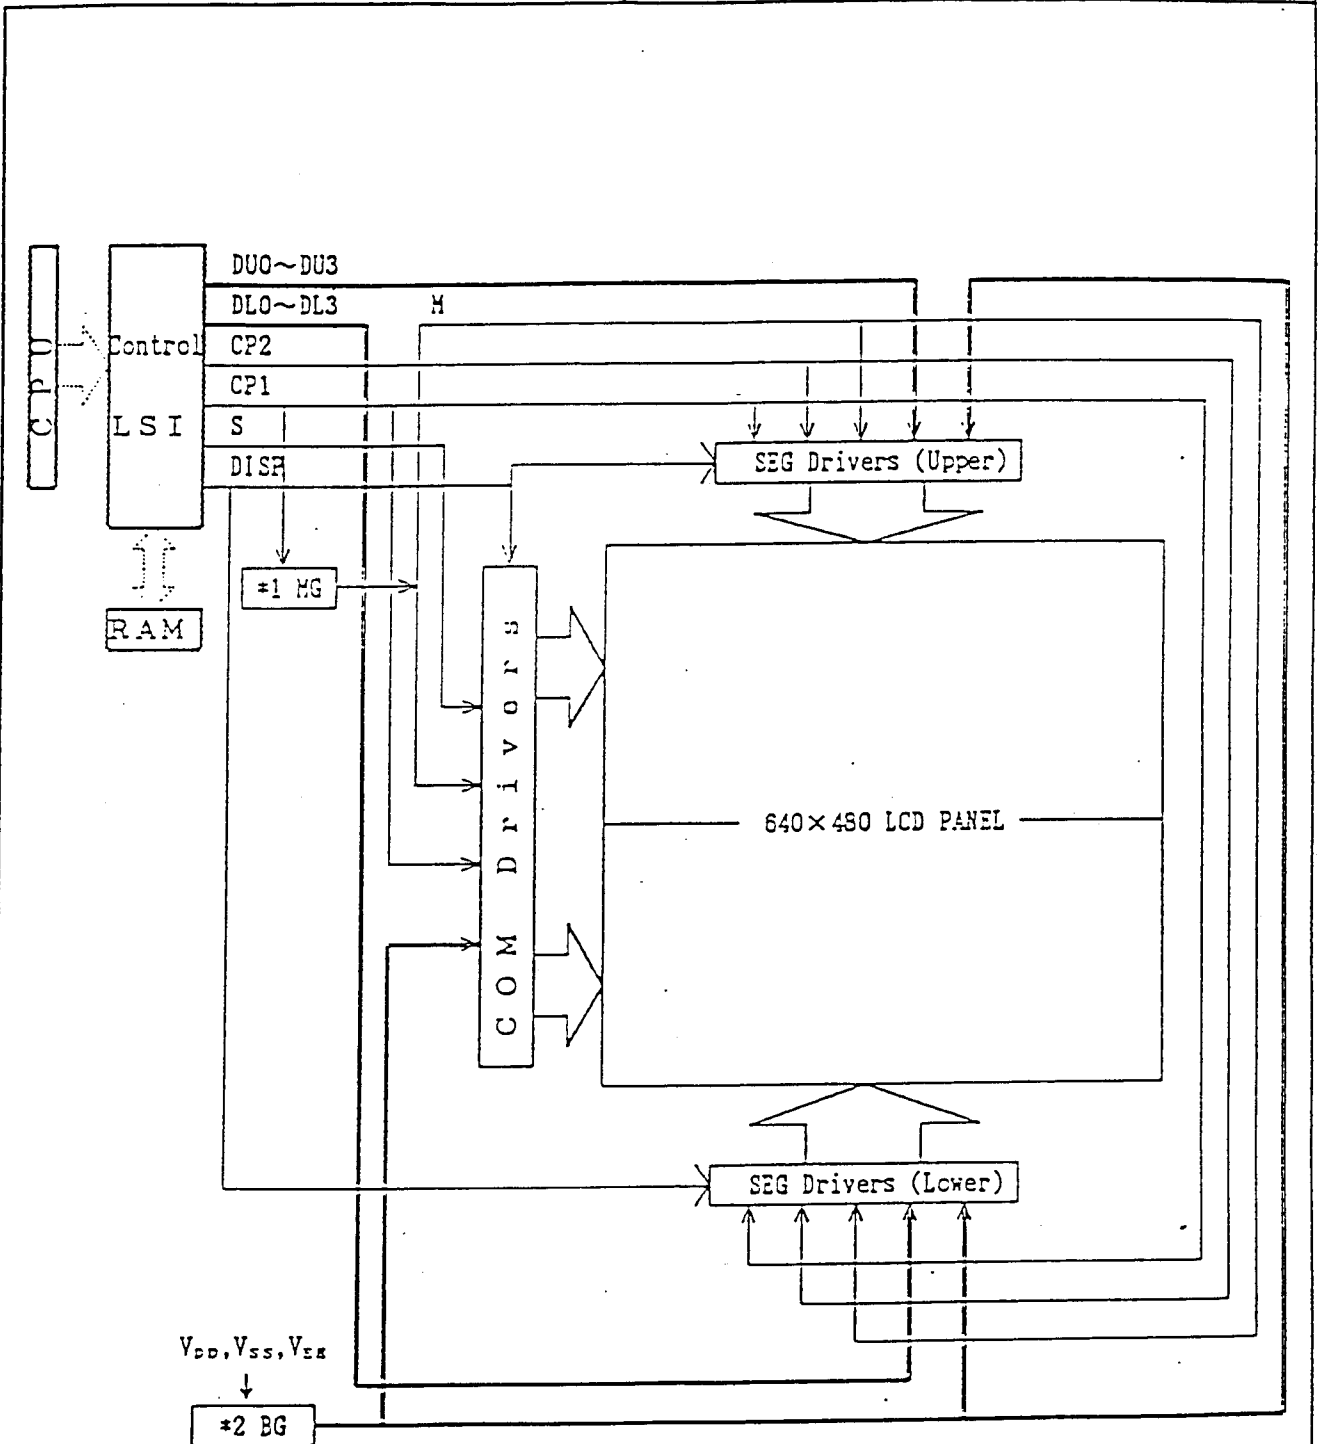 DU0~DU3
DL0~DL3
M
CPU
Control
LSI
CP2
CP1
S
DISP
SEG Drivers (Upper)
*1 MG
RAM
COM Drivors
640×480 LCD PANEL
SEG Drivers (Lower)
VDD,VSS,VEE
*2 BG